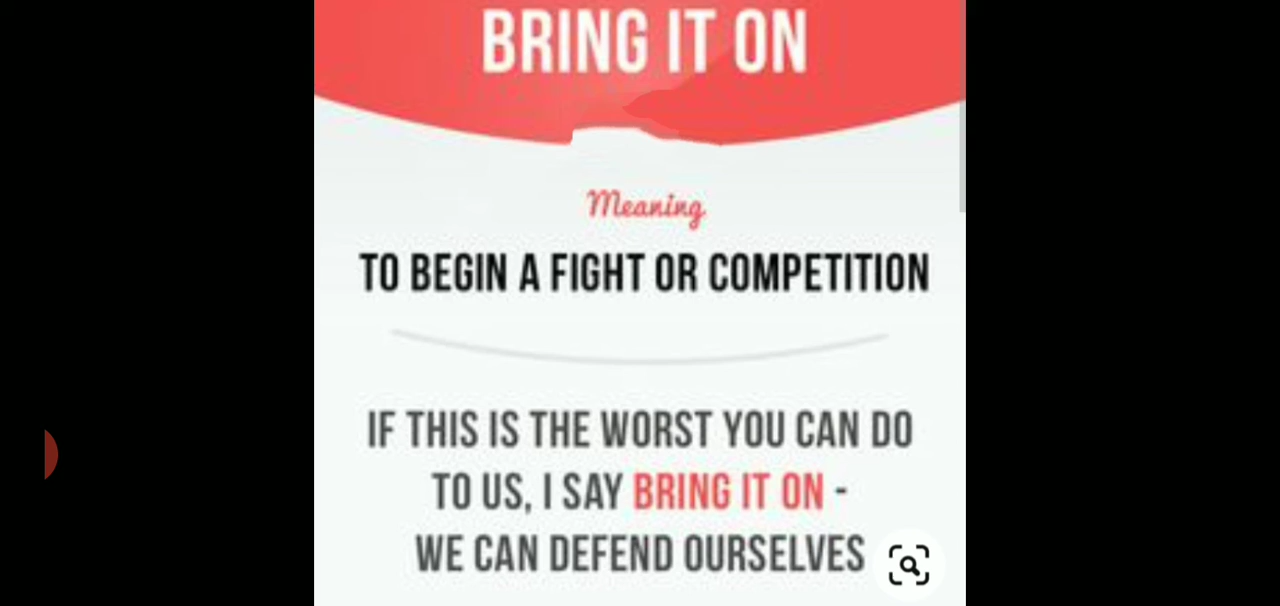 BRING IT ON
Meaning
TO BEGIN A FIGHT OR COMPETITION
IF THIS IS THE WORST YOU CAN DO
TO US, I SAY BRING IT ON -
WE CAN DEFEND OURSELVES